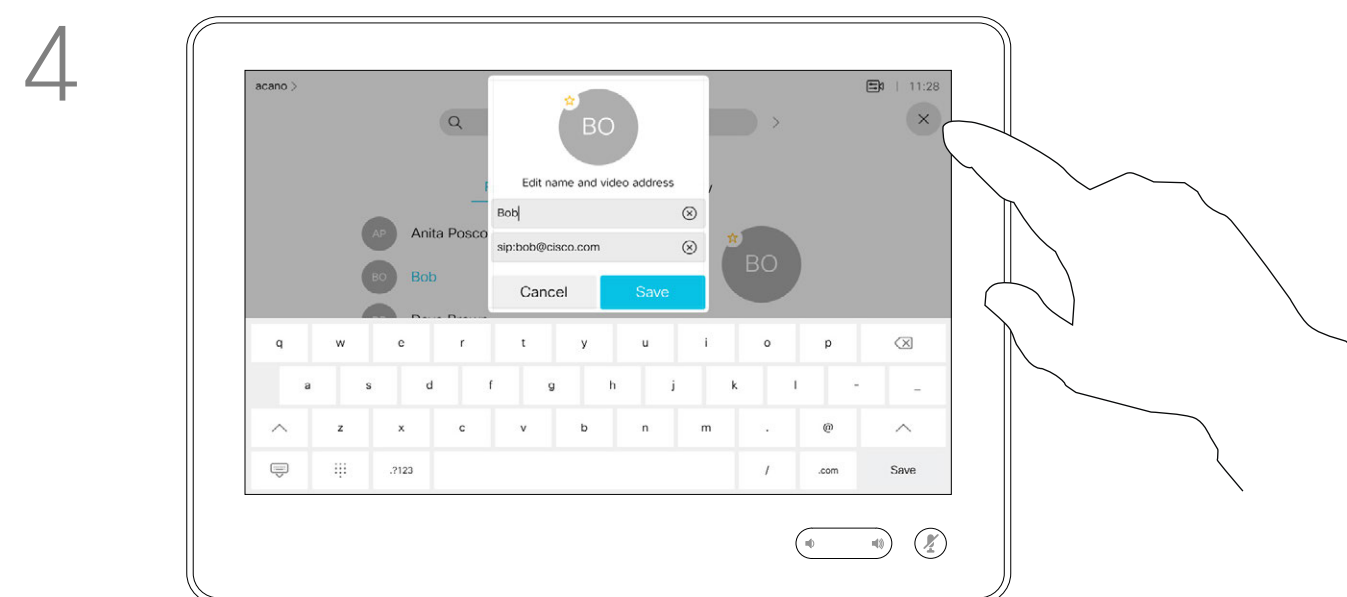 4
acano >
11:28
BO
Edit name and video address
Bob
sip:bob@cisco.com
Cancel Save
AP Anita Posco
BO Bob
BO
q w e r t y u i o p
a s d f g h j k l - _
z x c v b n m . @
.?123 / .com Save